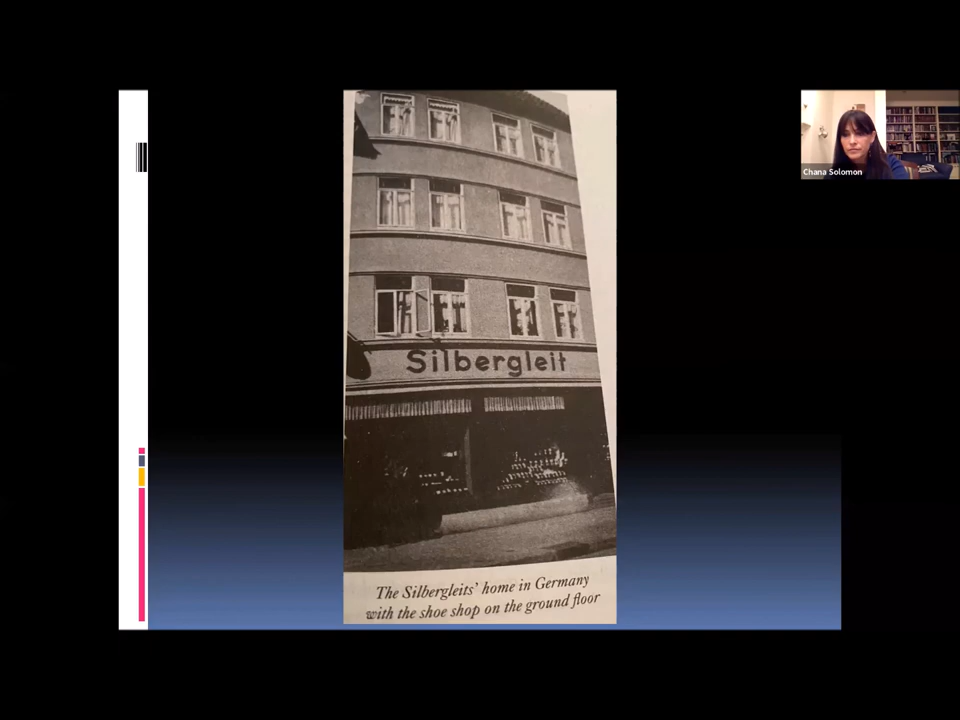 Chana Solomon
Silbergleit
The Silbergleits' home in Germany
with the shoe shop on the ground floor